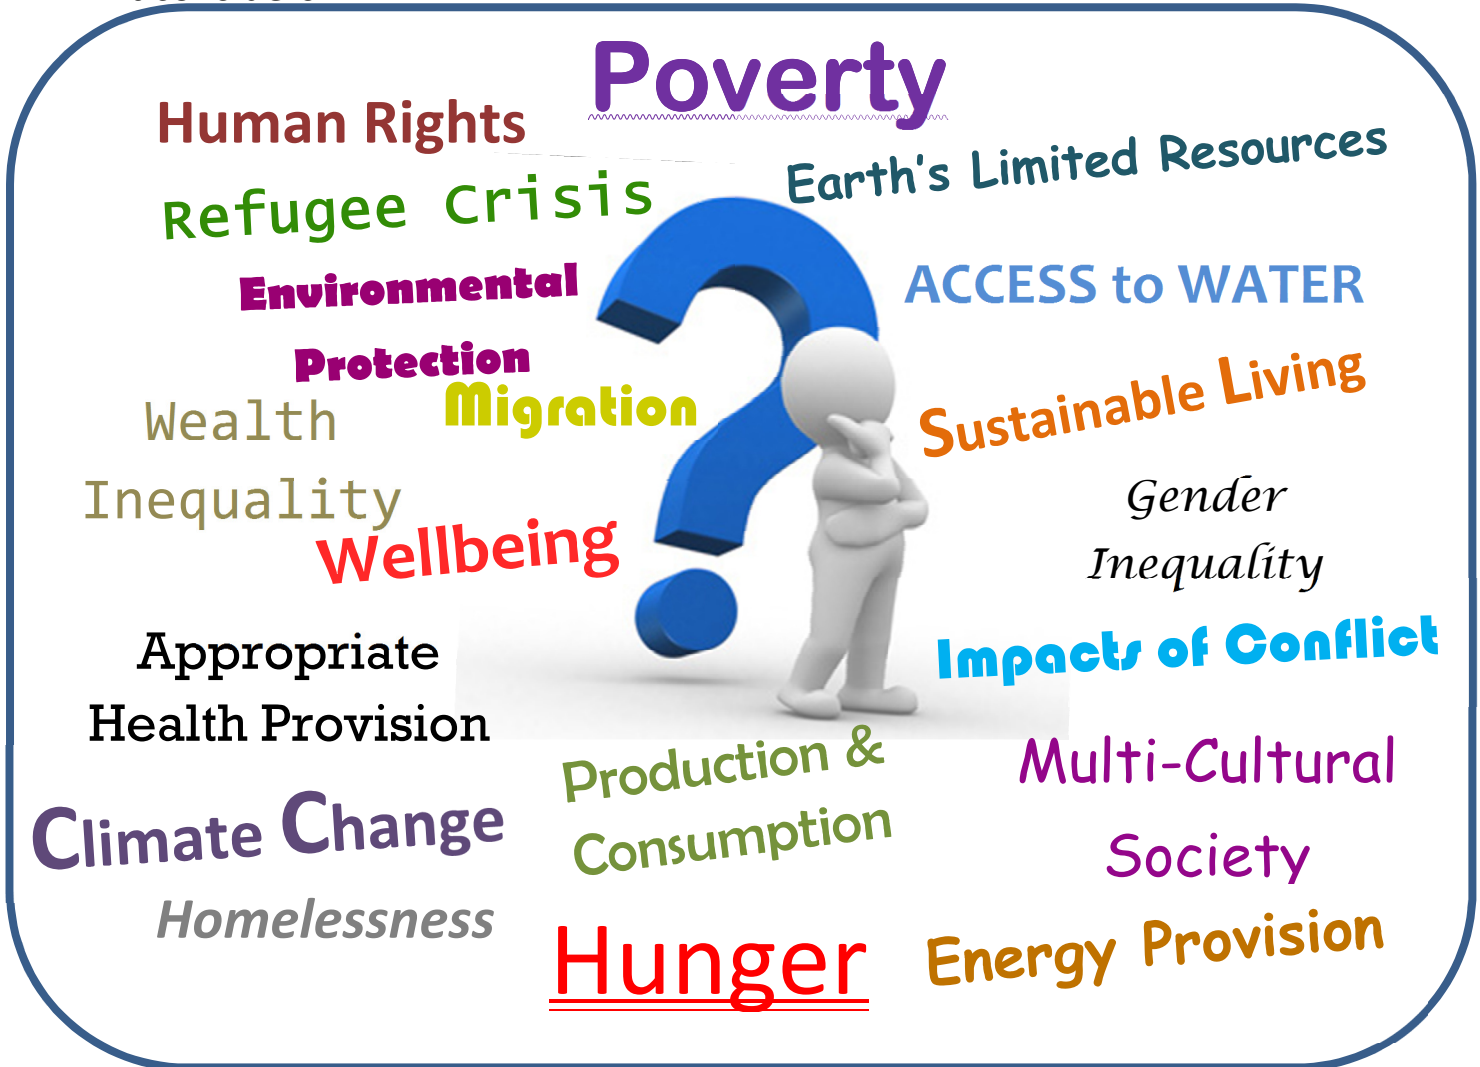 Poverty
Human Rights
Earth's Limited Resources
Refugee Crisis
Environmental
Protection
ACCESS to WATER
Migration
Sustainable Living
Wealth
Inequality
Gender
Inequality
Wellbeing
Impacts of Conflict
Appropriate
Health Provision
Production &
Consumption
Multi-Cultural
Society
Climate Change
Homelessness
Hunger
Energy Provision